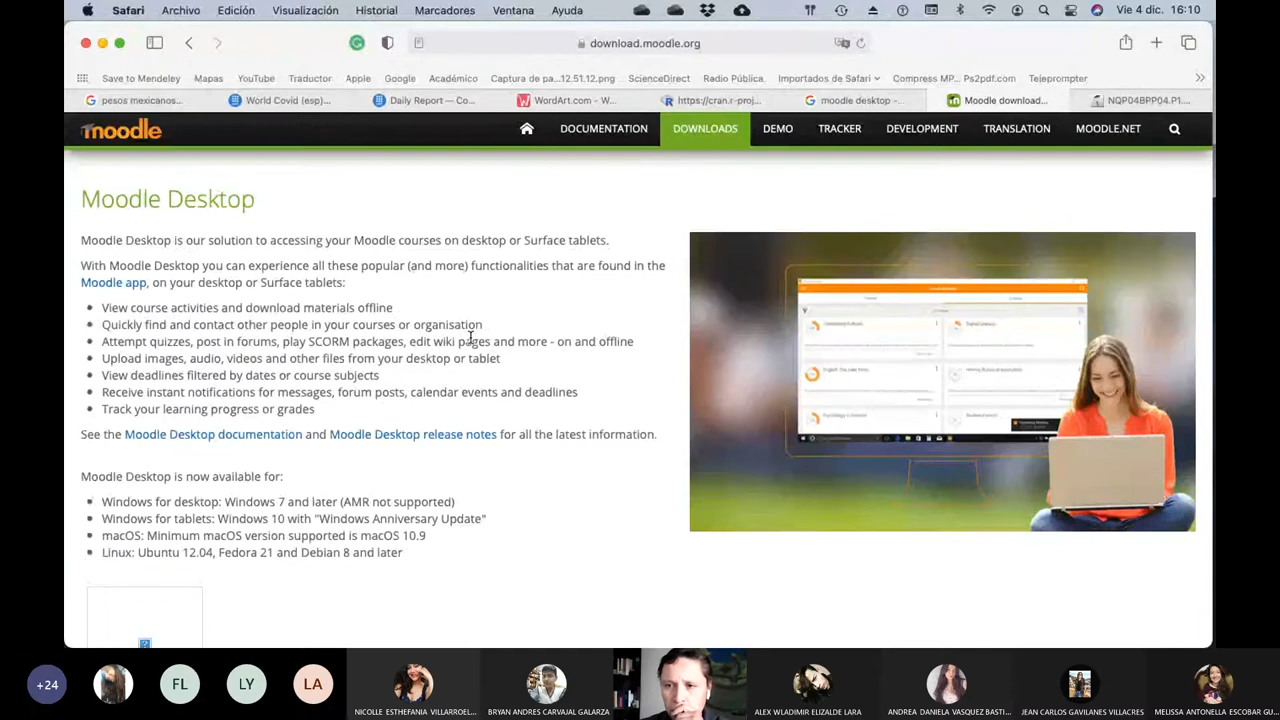 Safari Archivo Edición Visualización Historial Marcadores Ventana Ayuda Vie 4 dic. 16:10
download.moodle.org
Save to Mendeley Mapas YouTube Traductor Apple Google Académico Captura de pa...12.51.12.png ScienceDirect Radio Pública Importados de Safari Compress MP... Ps2pdf.com Teleprompter
pesos mexicanos... World Covid (esp)... Daily Report — Co... WordArt.com - W... https://cran.r-proj... moodle desktop -... Moodle download... NQP04BPP04.P1....
moodle DOCUMENTATION DOWNLOADS DEMO TRACKER DEVELOPMENT TRANSLATION MOODLE.NET
Moodle Desktop
Moodle Desktop is our solution to accessing your Moodle courses on desktop or Surface tablets.
With Moodle Desktop you can experience all these popular (and more) functionalities that are found in the
Moodle app, on your desktop or Surface tablets:
View course activities and download materials offline
Quickly find and contact other people in your courses or organisation
Attempt quizzes, post in forums, play SCORM packages, edit wiki pages and more - on and offline
Upload images, audio, videos and other files from your desktop or tablet
View deadlines filtered by dates or course subjects
Receive instant notifications for messages, forum posts, calendar events and deadlines
Track your learning progress or grades
See the Moodle Desktop documentation and Moodle Desktop release notes for all the latest information.
Moodle Desktop is now available for:
Windows for desktop: Windows 7 and later (AMR not supported)
Windows for tablets: Windows 10 with "Windows Anniversary Update"
macOS: Minimum macOS version supported is macOS 10.9
Linux: Ubuntu 12.04, Fedora 21 and Debian 8 and later
+24 FL LY LA
NICOLLE ESTHEFANIA VILLARROEL... BRYAN ANDRES CARVAJAL GALARZA ALEX WLADIMIR ELIZALDE LARA ANDREA DANIELA VASQUEZ BASTI... JEAN CARLOS GAVILANES VILLACRES MELISSA ANTONELLA ESCOBAR GU...